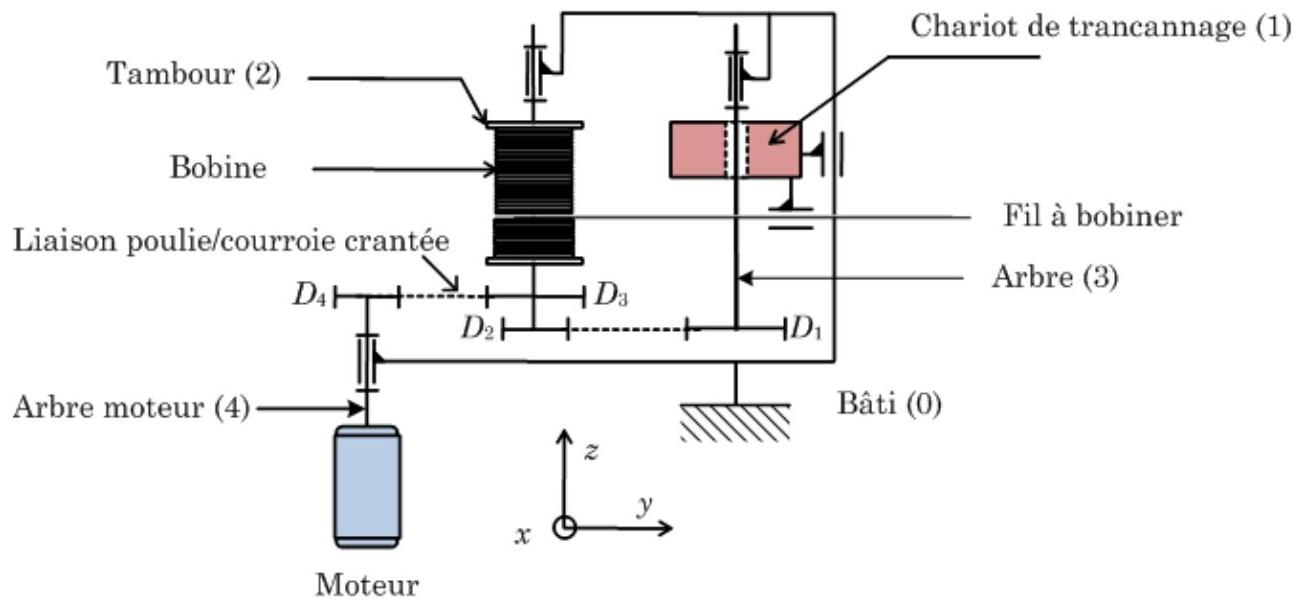 Chariot de trancannage (1)
Tambour (2)
Bobine
Fil à bobiner
Liaison poulie/courroie crantée
Arbre (3)
D4
D3
D2
D1
Arbre moteur (4)
Bâti (0)
z
y
x
Moteur